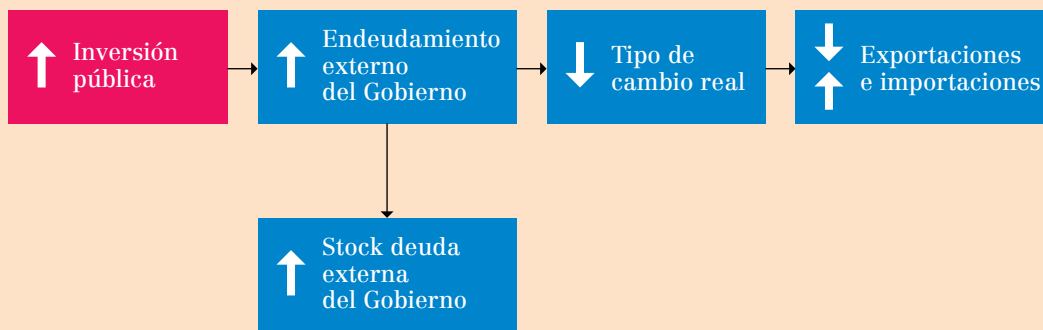 Inversión
pública
Endeudamiento
externo
del Gobierno
Tipo de
cambio real
Exportaciones
e importaciones
Stock deuda
externa
del Gobierno